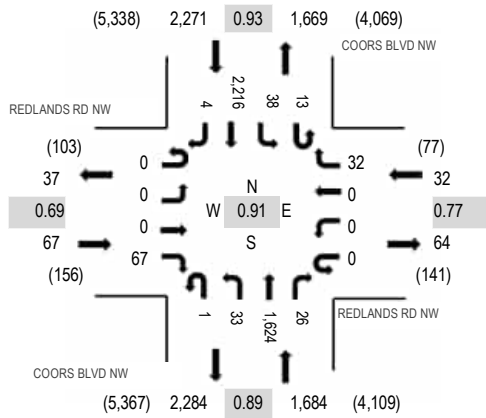 (5,338) 2,271 0.93 1,669 (4,069)
COORS BLVD NW
4 2,216 38 13
REDLANDS RD NW
(103) (77)
0 32
37 32
0 0
N
0.69 W 0.91 E 0.77
0 0
S
67 64
67 0
(156) (141)
1 33 1,624 26
REDLANDS RD NW
COORS BLVD NW
(5,367) 2,284 0.89 1,684 (4,109)